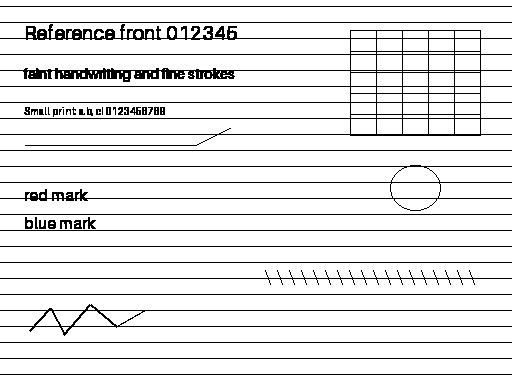 Reference front 012345
faint handwriting and fine strokes
Small print a, b, c! 0123456789
red mark
blue mark